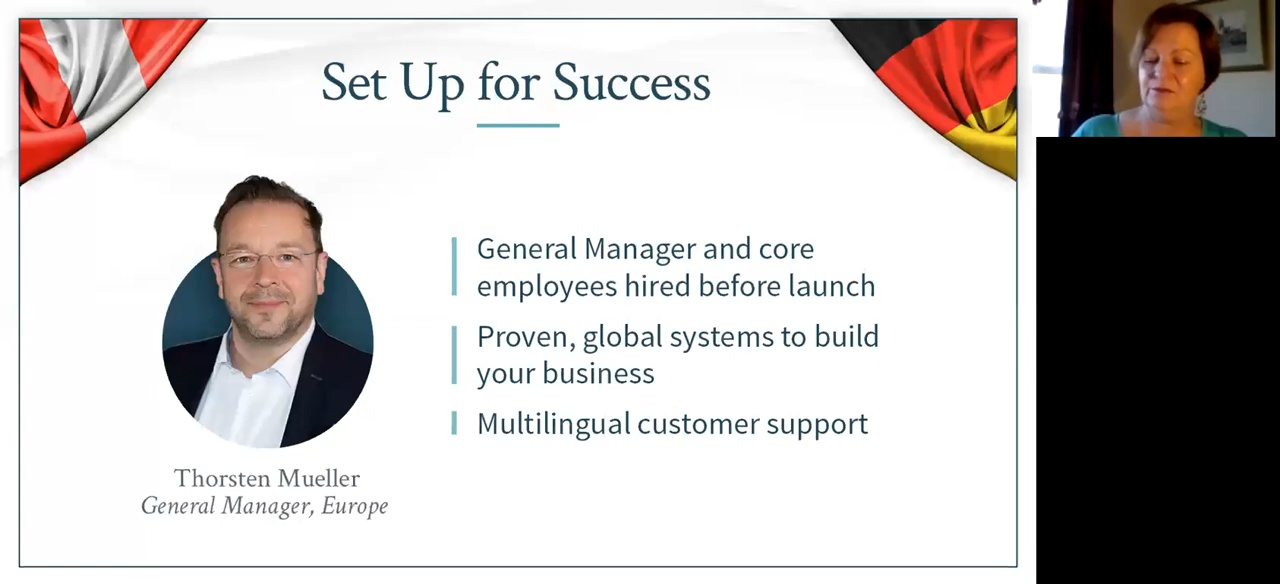 Set Up for Success
General Manager and core
employees hired before launch
Proven, global systems to build
your business
Multilingual customer support
Thorsten Mueller
General Manager, Europe